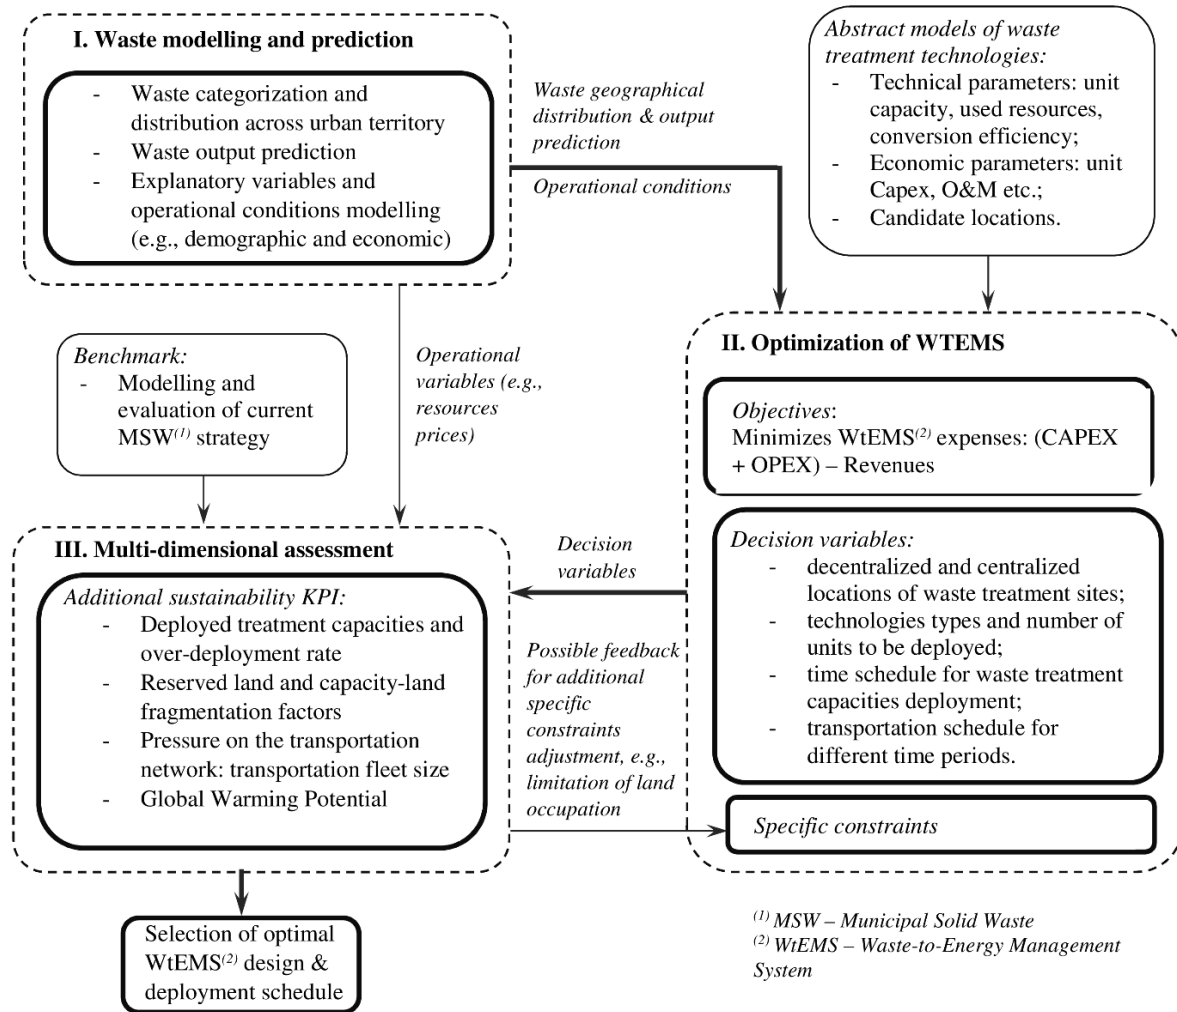 I. Waste modelling and prediction
- Waste categorization and
distribution across urban territory
- Waste output prediction
- Explanatory variables and
operational conditions modelling
(e.g., demographic and economic)
Waste geographical
distribution & output
prediction
Operational conditions
Abstract models of waste
treatment technologies:
- Technical parameters: unit
capacity, used resources,
conversion efficiency;
- Economic parameters: unit
Capex, O&M etc.;
- Candidate locations.
Benchmark:
- Modelling and
evaluation of current
MSW(1) strategy
Operational
variables (e.g.,
resources
prices)
II. Optimization of WTEMS
Objectives:
Minimizes WtEMS(2) expenses: (CAPEX
+ OPEX) – Revenues
Decision variables:
- decentralized and centralized
locations of waste treatment sites;
- technologies types and number of
units to be deployed;
- time schedule for waste treatment
capacities deployment;
- transportation schedule for
different time periods.
Specific constraints
Decision
variables
Possible feedback
for additional
specific
constraints
adjustment, e.g.,
limitation of land
occupation
III. Multi-dimensional assessment
Additional sustainability KPI:
- Deployed treatment capacities and
over-deployment rate
- Reserved land and capacity-land
fragmentation factors
- Pressure on the transportation
network: transportation fleet size
- Global Warming Potential
Selection of optimal
WtEMS(2) design &
deployment schedule
(1) MSW – Municipal Solid Waste
(2) WtEMS – Waste-to-Energy Management
System